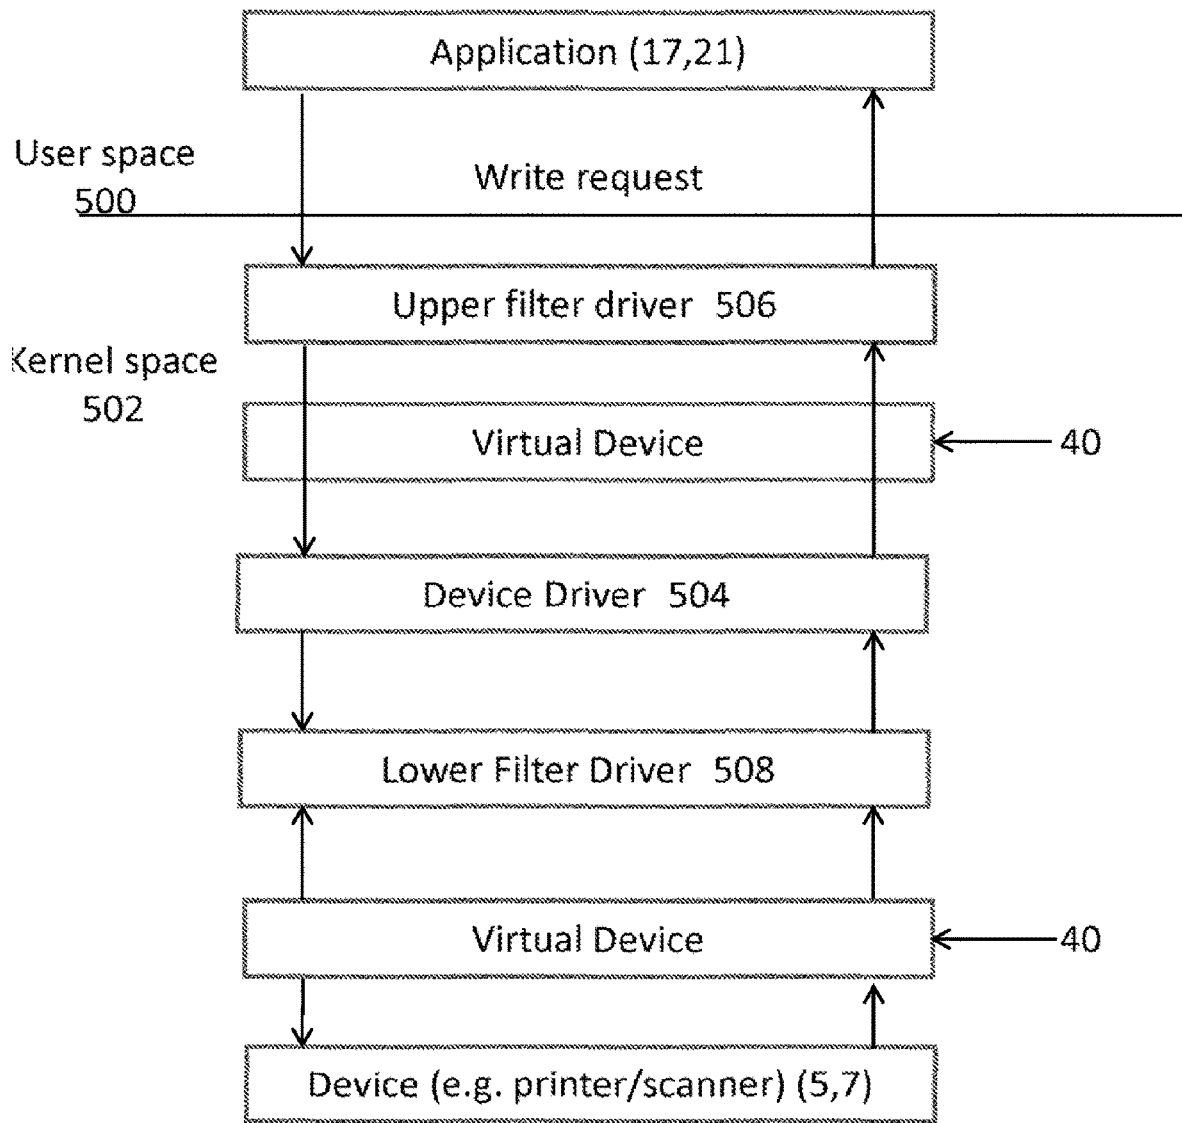 Application (17,21)
User space
500
Write request
Upper filter driver 506
Kernel space
502
Virtual Device
40
Device Driver 504
Lower Filter Driver 508
Virtual Device
40
Device (e.g. printer/scanner) (5,7)